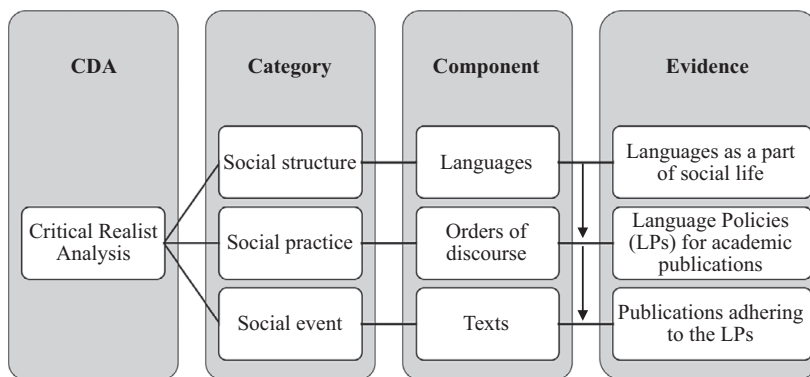 CDA
Category
Component
Evidence
Critical Realist
Analysis
Social structure
Languages
Languages as a part
of social life
Social practice
Orders of
discourse
Language Policies
(LPs) for academic
publications
Social event
Texts
Publications adhering
to the LPs